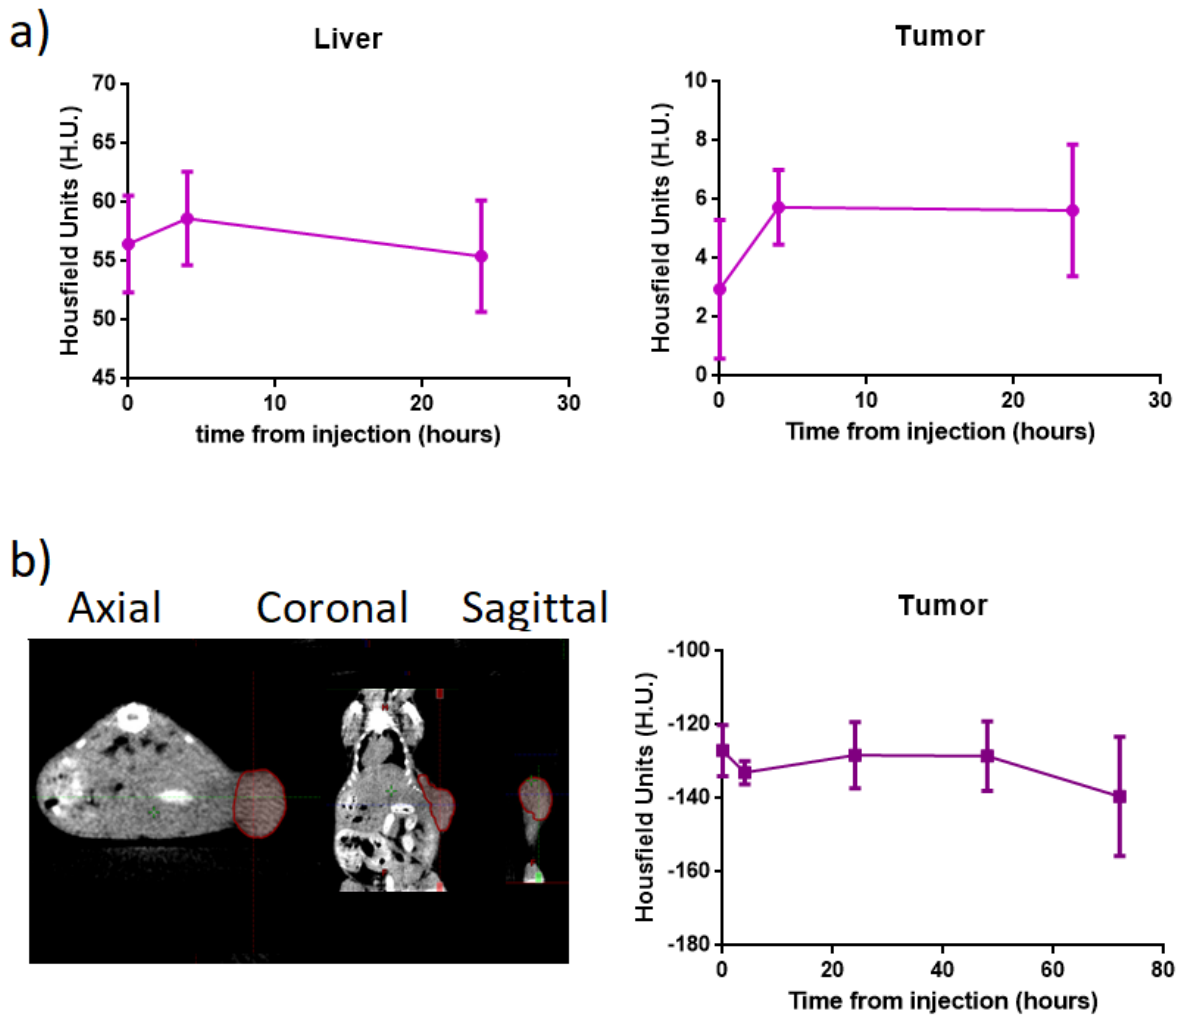 a)
Liver
Housfield Units (H.U.)
70
65
60
55
50
45
0 10 20 30
time from injection (hours)
Tumor
Housfield Units (H.U.)
10
8
6
4
2
0
0 10 20 30
Time from injection (hours)
b)
Axial Coronal Sagittal
Tumor
Housfield Units (H.U.)
-100
-120
-140
-160
-180
0 20 40 60 80
Time from injection (hours)